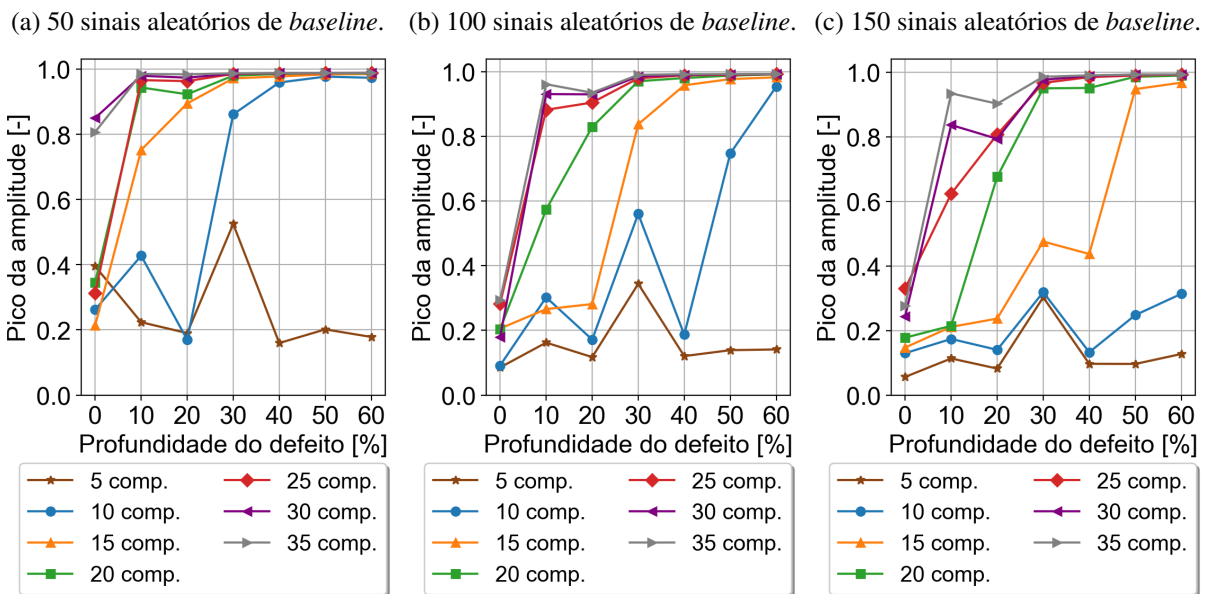 (a) 50 sinais aleatórios de baseline.
1.0
0.8
0.6
0.4
0.2
0.0
Pico da amplitude [-]
0 10 20 30 40 50 60
Profundidade do defeito [%]
5 comp.
10 comp.
15 comp.
20 comp.
25 comp.
30 comp.
35 comp.
(b) 100 sinais aleatórios de baseline.
1.0
0.8
0.6
0.4
0.2
0.0
Pico da amplitude [-]
0 10 20 30 40 50 60
Profundidade do defeito [%]
5 comp.
10 comp.
15 comp.
20 comp.
25 comp.
30 comp.
35 comp.
(c) 150 sinais aleatórios de baseline.
1.0
0.8
0.6
0.4
0.2
0.0
Pico da amplitude [-]
0 10 20 30 40 50 60
Profundidade do defeito [%]
5 comp.
10 comp.
15 comp.
20 comp.
25 comp.
30 comp.
35 comp.